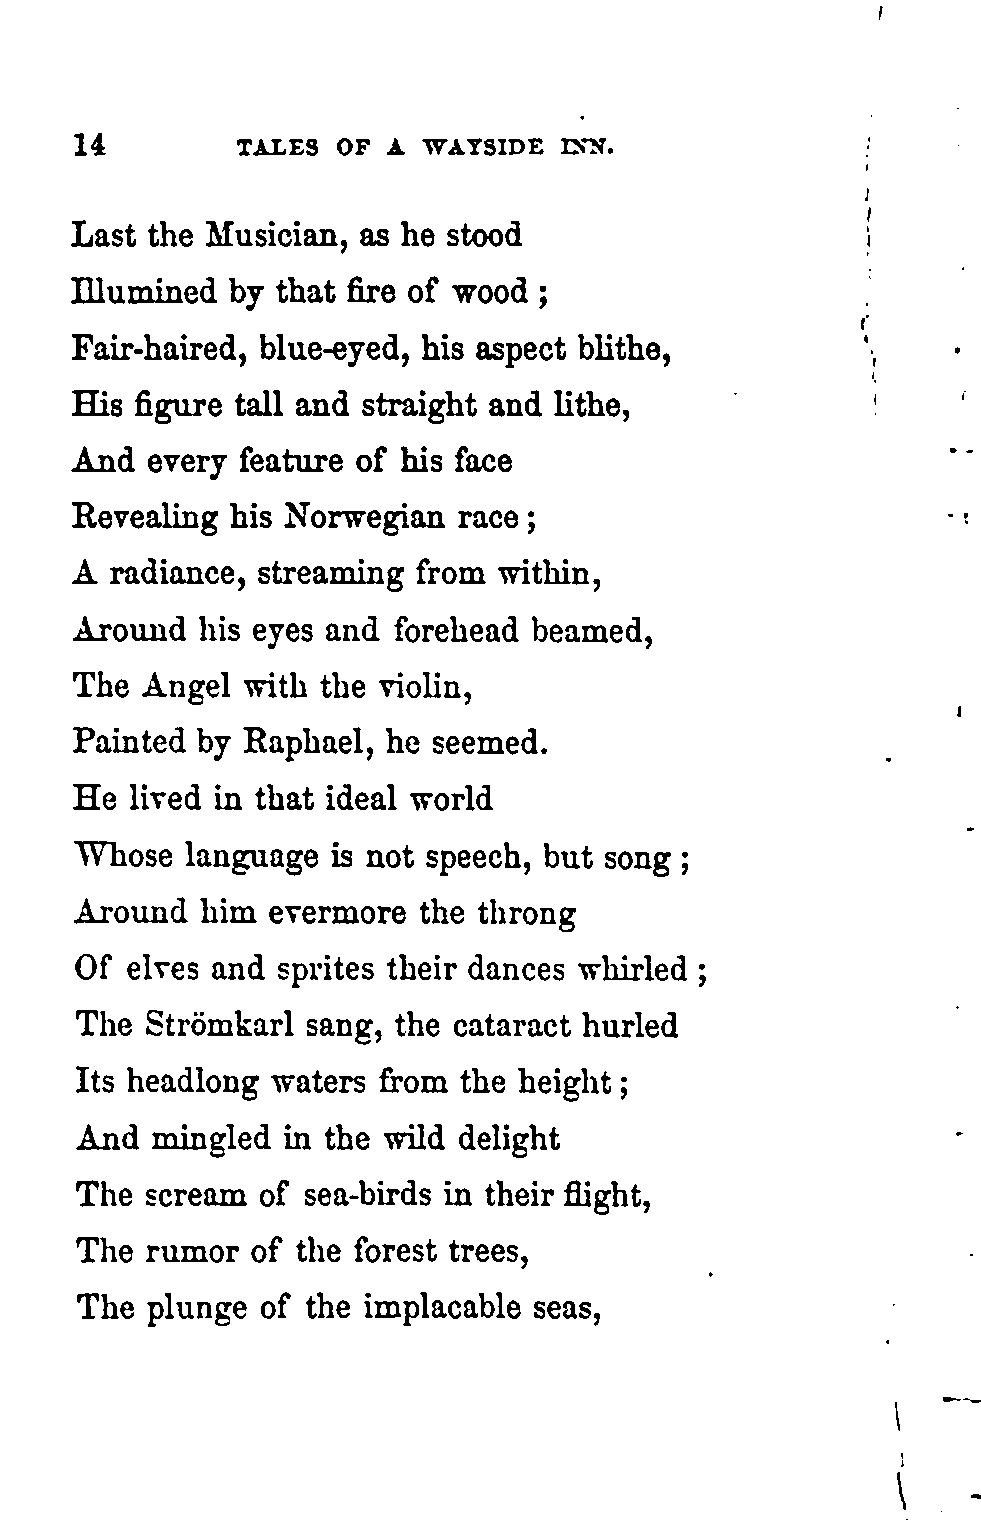 14 TALES OF A WAYSIDE INN.
Last the Musician, as he stood
Illumined by that fire of wood ;
Fair-haired, blue-eyed, his aspect blithe,
His figure tall and straight and lithe,
And every feature of his face
Revealing his Norwegian race ;
A radiance, streaming from within,
Around his eyes and forehead beamed,
The Angel with the violin,
Painted by Raphael, he seemed.
He lived in that ideal world
Whose language is not speech, but song ;
Around him evermore the throng
Of elves and sprites their dances whirled ;
The Strömkarl sang, the cataract hurled
Its headlong waters from the height ;
And mingled in the wild delight
The scream of sea-birds in their flight,
The rumor of the forest trees,
The plunge of the implacable seas,